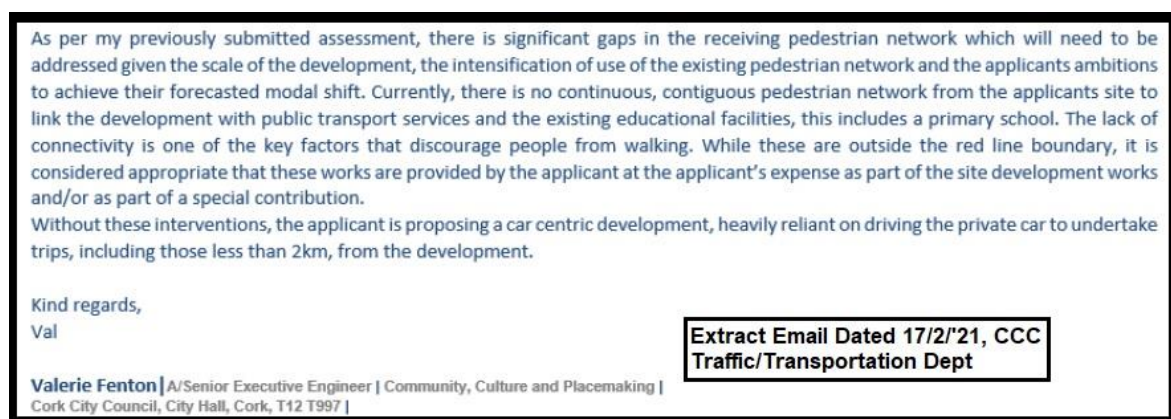 As per my previously submitted assessment, there is significant gaps in the receiving pedestrian network which will need to be
addressed given the scale of the development, the intensification of use of the existing pedestrian network and the applicants ambitions
to achieve their forecasted modal shift. Currently, there is no continuous, contiguous pedestrian network from the applicants site to
link the development with public transport services and the existing educational facilities, this includes a primary school. The lack of
connectivity is one of the key factors that discourage people from walking. While these are outside the red line boundary, it is
considered appropriate that these works are provided by the applicant at the applicant's expense as part of the site development works
and/or as part of a special contribution.
Without these interventions, the applicant is proposing a car centric development, heavily reliant on driving the private car to undertake
trips, including those less than 2km, from the development.
Kind regards,
Val
Extract Email Dated 17/2/'21, CCC
Traffic/Transportation Dept
Valerie Fenton | A/Senior Executive Engineer | Community, Culture and Placemaking |
Cork City Council, City Hall, Cork, T12 T997 |